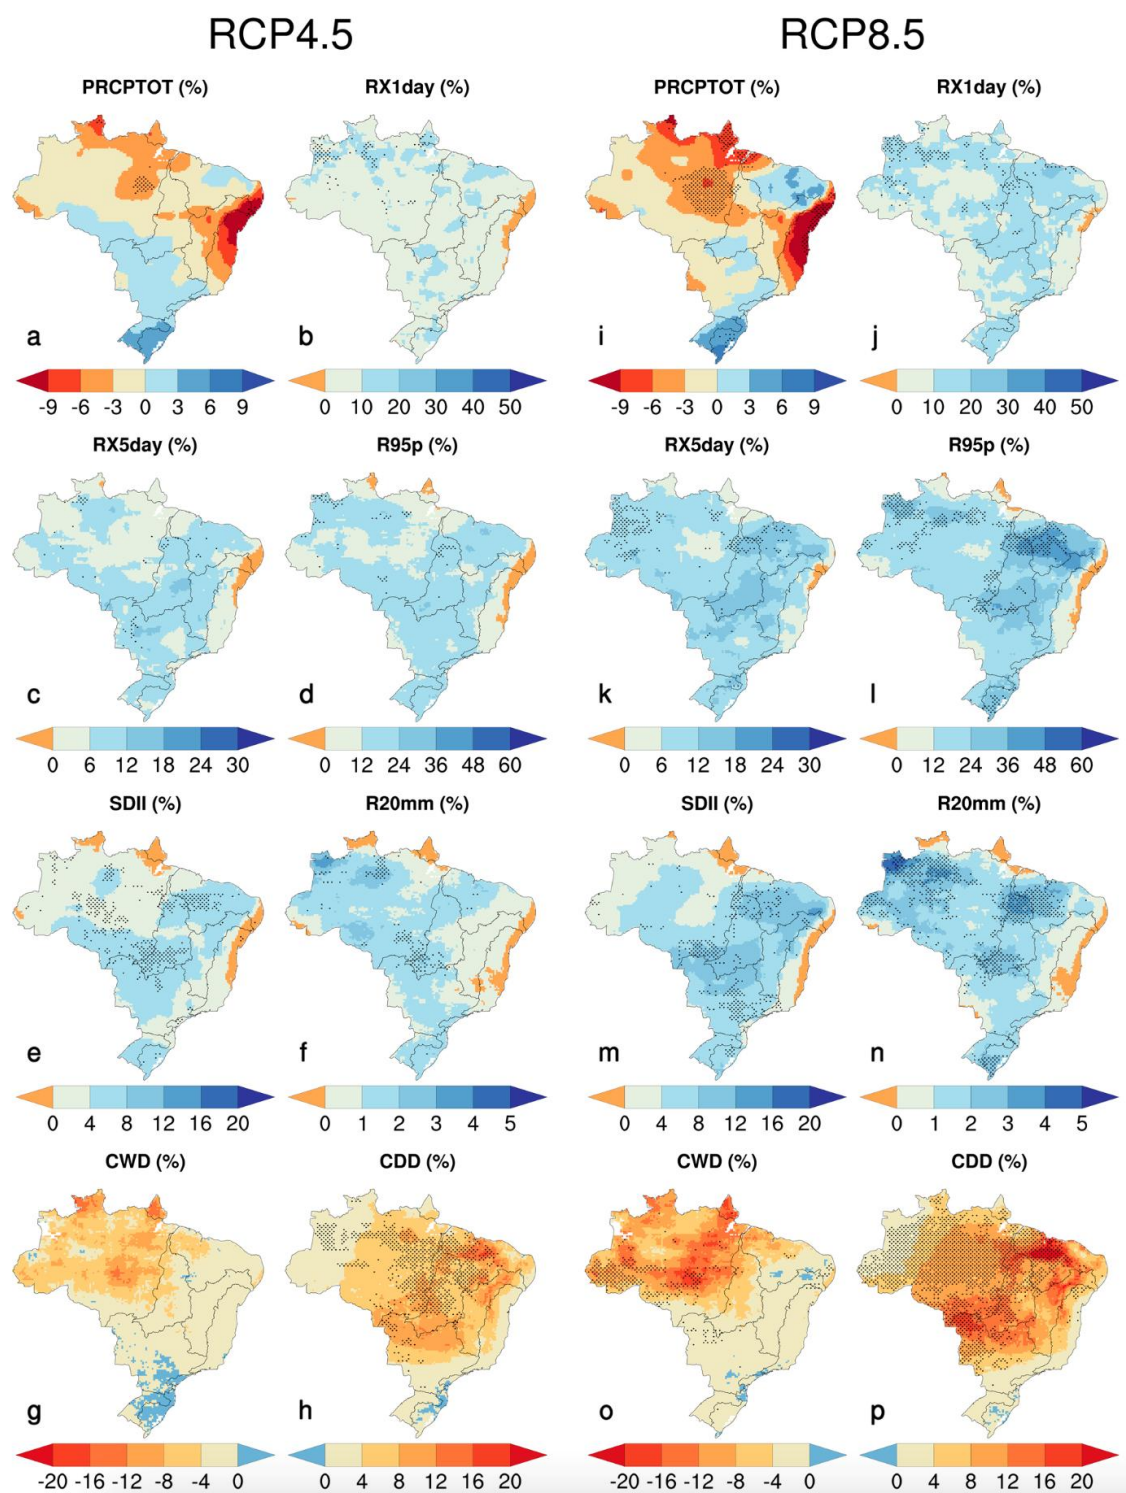 RCP4.5 RCP8.5
PRCPTOT (%) RX1day (%) PRCPTOT (%) RX1day (%)
a b i j
-9 -6 -3 0 3 6 9 0 10 20 30 40 50 -9 -6 -3 0 3 6 9 0 10 20 30 40 50
RX5day (%) R95p (%) RX5day (%) R95p (%)
c d k l
0 6 12 18 24 30 0 12 24 36 48 60 0 6 12 18 24 30 0 12 24 36 48 60
SDII (%) R20mm (%) SDII (%) R20mm (%)
e f m n
0 4 8 12 16 20 0 1 2 3 4 5 0 4 8 12 16 20 0 1 2 3 4 5
CWD (%) CDD (%) CWD (%) CDD (%)
g h o p
-20 -16 -12 -8 -4 0 0 4 8 12 16 20 -20 -16 -12 -8 -4 0 0 4 8 12 16 20